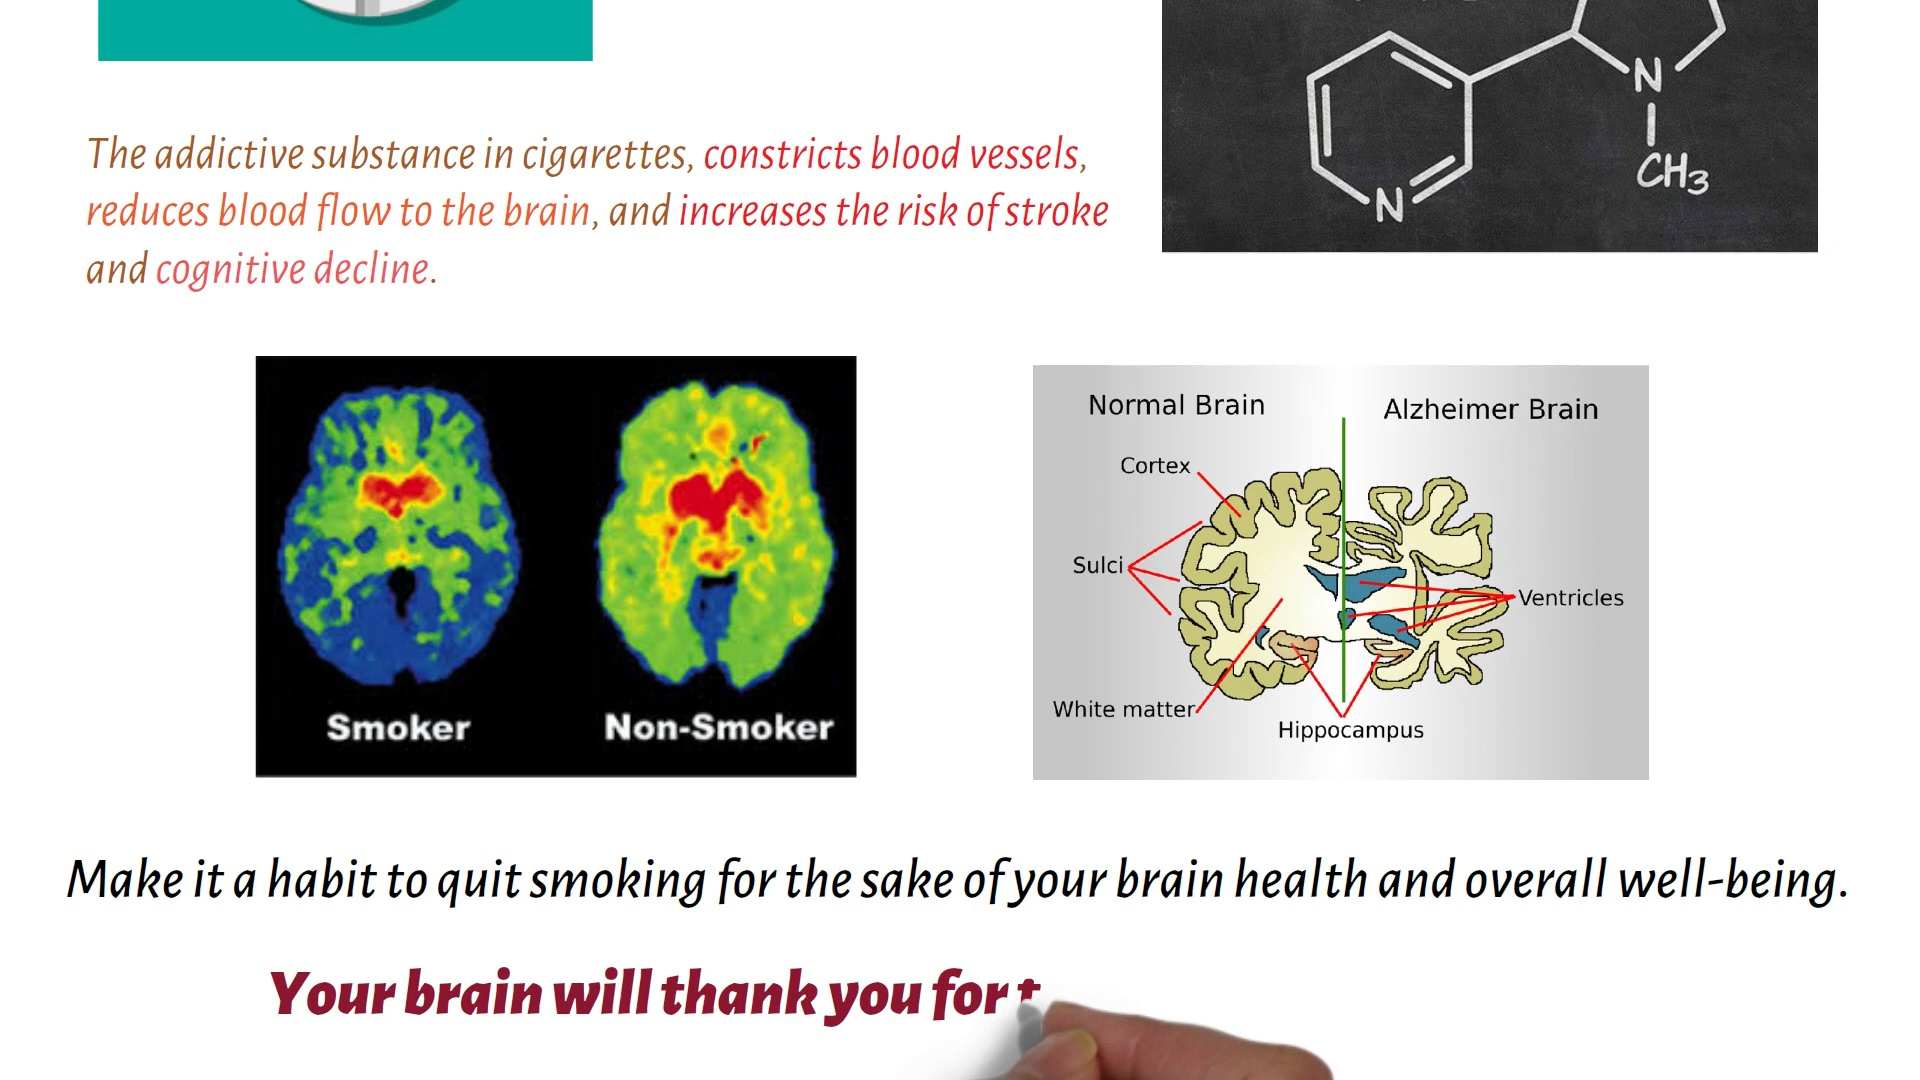 N
CH3
N
The addictive substance in cigarettes, constricts blood vessels,
reduces blood flow to the brain, and increases the risk of stroke
and cognitive decline.
Smoker
Non-Smoker
Normal Brain
Alzheimer Brain
Cortex
Sulci
Ventricles
White matter
Hippocampus
Make it a habit to quit smoking for the sake of your brain health and overall well-being.
Your brain will thank you for t